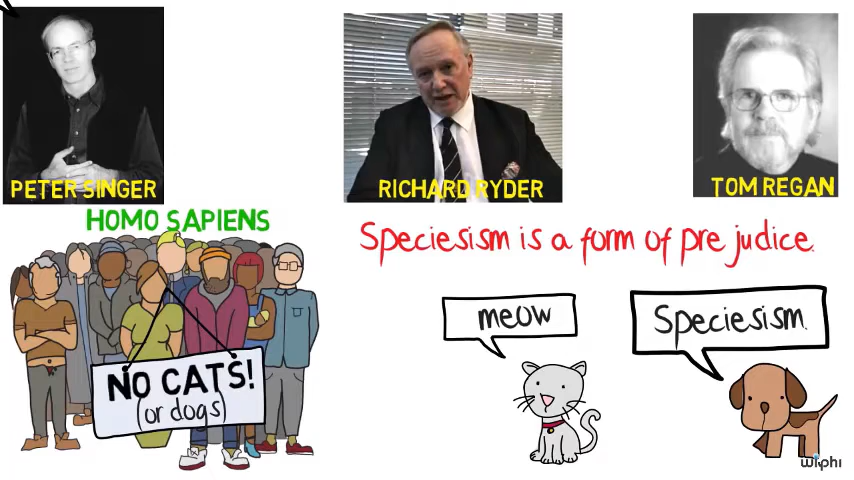 PETER SINGER
RICHARD RYDER
TOM REGAN
HOMO SAPIENS
Speciesism is a form of prejudice.
meow
Speciesism.
NO CATS!
(or dogs)
wiphi